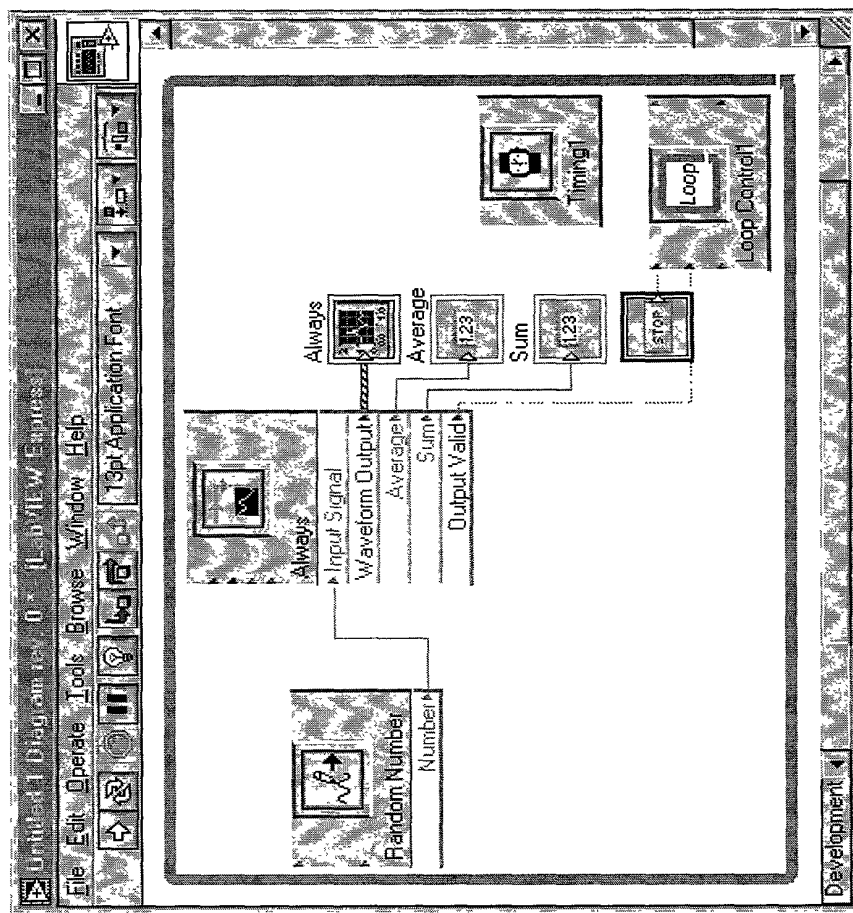 Untitled 1 Diagram rev. 0 * [LabVIEW Express]
File Edit Operate Tools Browse Window Help
13pt Application Font
Random Number
Number
Always
Input Signal
Waveform Output
Average
Sum
Output Valid
Always
Average
1.23
Sum
1.23
STOP
Timing1
Loop
Loop Control1
Development